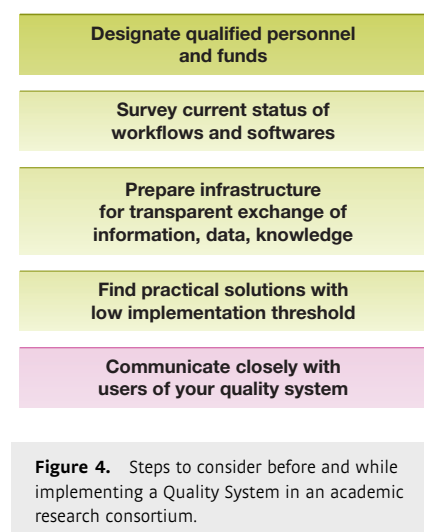 Designate qualified personnel
and funds
Survey current status of
workflows and softwares
Prepare infrastructure
for transparent exchange of
information, data, knowledge
Find practical solutions with
low implementation threshold
Communicate closely with
users of your quality system
Figure 4. Steps to consider before and while
implementing a Quality System in an academic
research consortium.